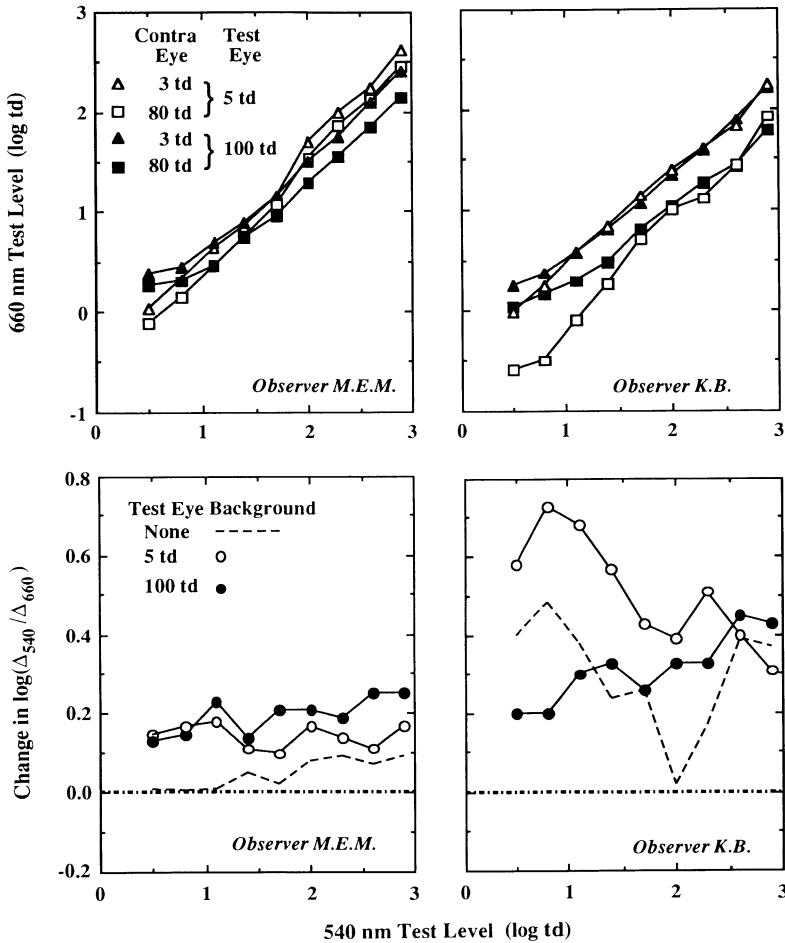 3
2
1
0
-1
660 nm Test Level (log td)
Contra Eye
Test Eye
3 td
80 td
5 td
3 td
80 td
100 td
Observer M.E.M.
0 1 2 3
Observer K.B.
0 1 2 3
0.8
0.6
0.4
0.2
0.0
-0.2
Change in log(Δ540 /Δ660)
Test Eye Background
None
5 td
100 td
Observer M.E.M.
0 1 2 3
Observer K.B.
0 1 2 3
540 nm Test Level (log td)